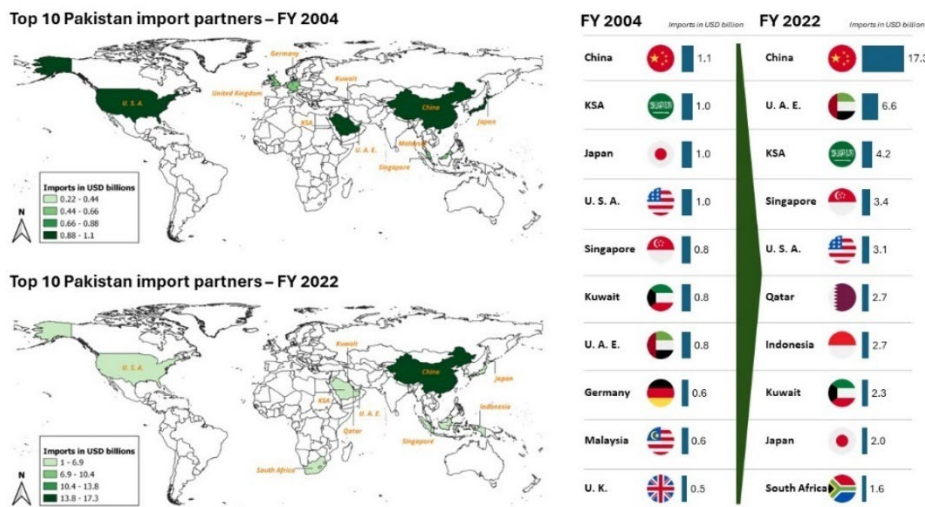 Top 10 Pakistan import partners – FY 2004
Germany
Kuwait
United Kingdom
U. S. A.
China
KSA
Japan
Malaysia
U. A. E.
Singapore
Imports in USD billions
0.22 - 0.44
0.44 - 0.66
0.66 - 0.88
0.88 - 1.1
N
Top 10 Pakistan import partners – FY 2022
Kuwait
U. S. A.
China
Japan
KSA
U. A. E.
Indonesia
Qatar
Singapore
South Africa
Imports in USD billions
1 - 6.9
6.9 - 10.4
10.4 - 13.8
13.8 - 17.3
N
FY 2004 Imports in USD billion FY 2022 Imports in USD billion
China 1.1 China 17.3
KSA 1.0 U. A. E. 6.6
Japan 1.0 KSA 4.2
U. S. A. 1.0 Singapore 3.4
Singapore 0.8 U. S. A. 3.1
Kuwait 0.8 Qatar 2.7
U. A. E. 0.8 Indonesia 2.7
Germany 0.6 Kuwait 2.3
Malaysia 0.6 Japan 2.0
U. K. 0.5 South Africa 1.6